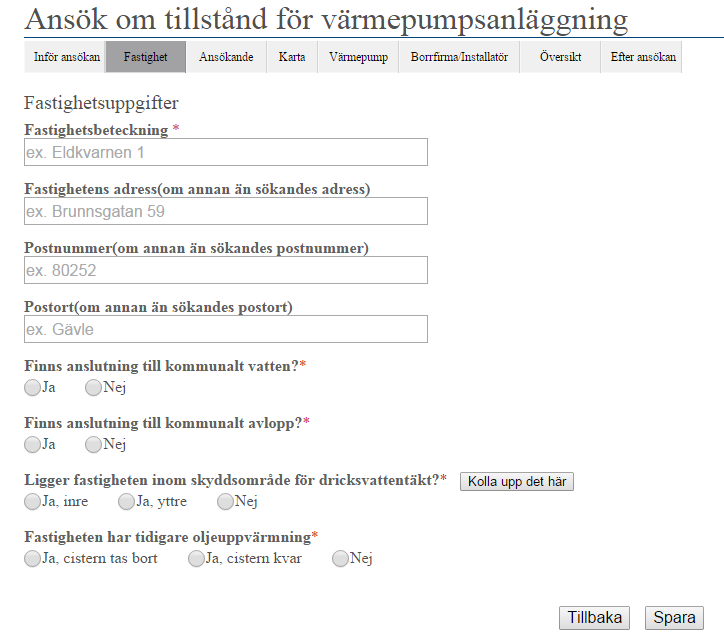 Ansök om tillstånd för värmepumpsanläggning
Inför ansökan Fastighet Ansökande Karta Värmepump Borrfirma/Installatör Översikt Efter ansökan
Fastighetsuppgifter
Fastighetsbeteckning *
ex. Eldkvarnen 1
Fastighetens adress(om annan än sökandes adress)
ex. Brunnsgatan 59
Postnummer(om annan än sökandes postnummer)
ex. 80252
Postort(om annan än sökandes postort)
ex. Gävle
Finns anslutning till kommunalt vatten?*
Ja Nej
Finns anslutning till kommunalt avlopp?*
Ja Nej
Ligger fastigheten inom skyddsområde för dricksvattentäkt?* Kolla upp det här
Ja, inre Ja, yttre Nej
Fastigheten har tidigare oljeuppvärmning*
Ja, cistern tas bort Ja, cistern kvar Nej
Tillbaka Spara